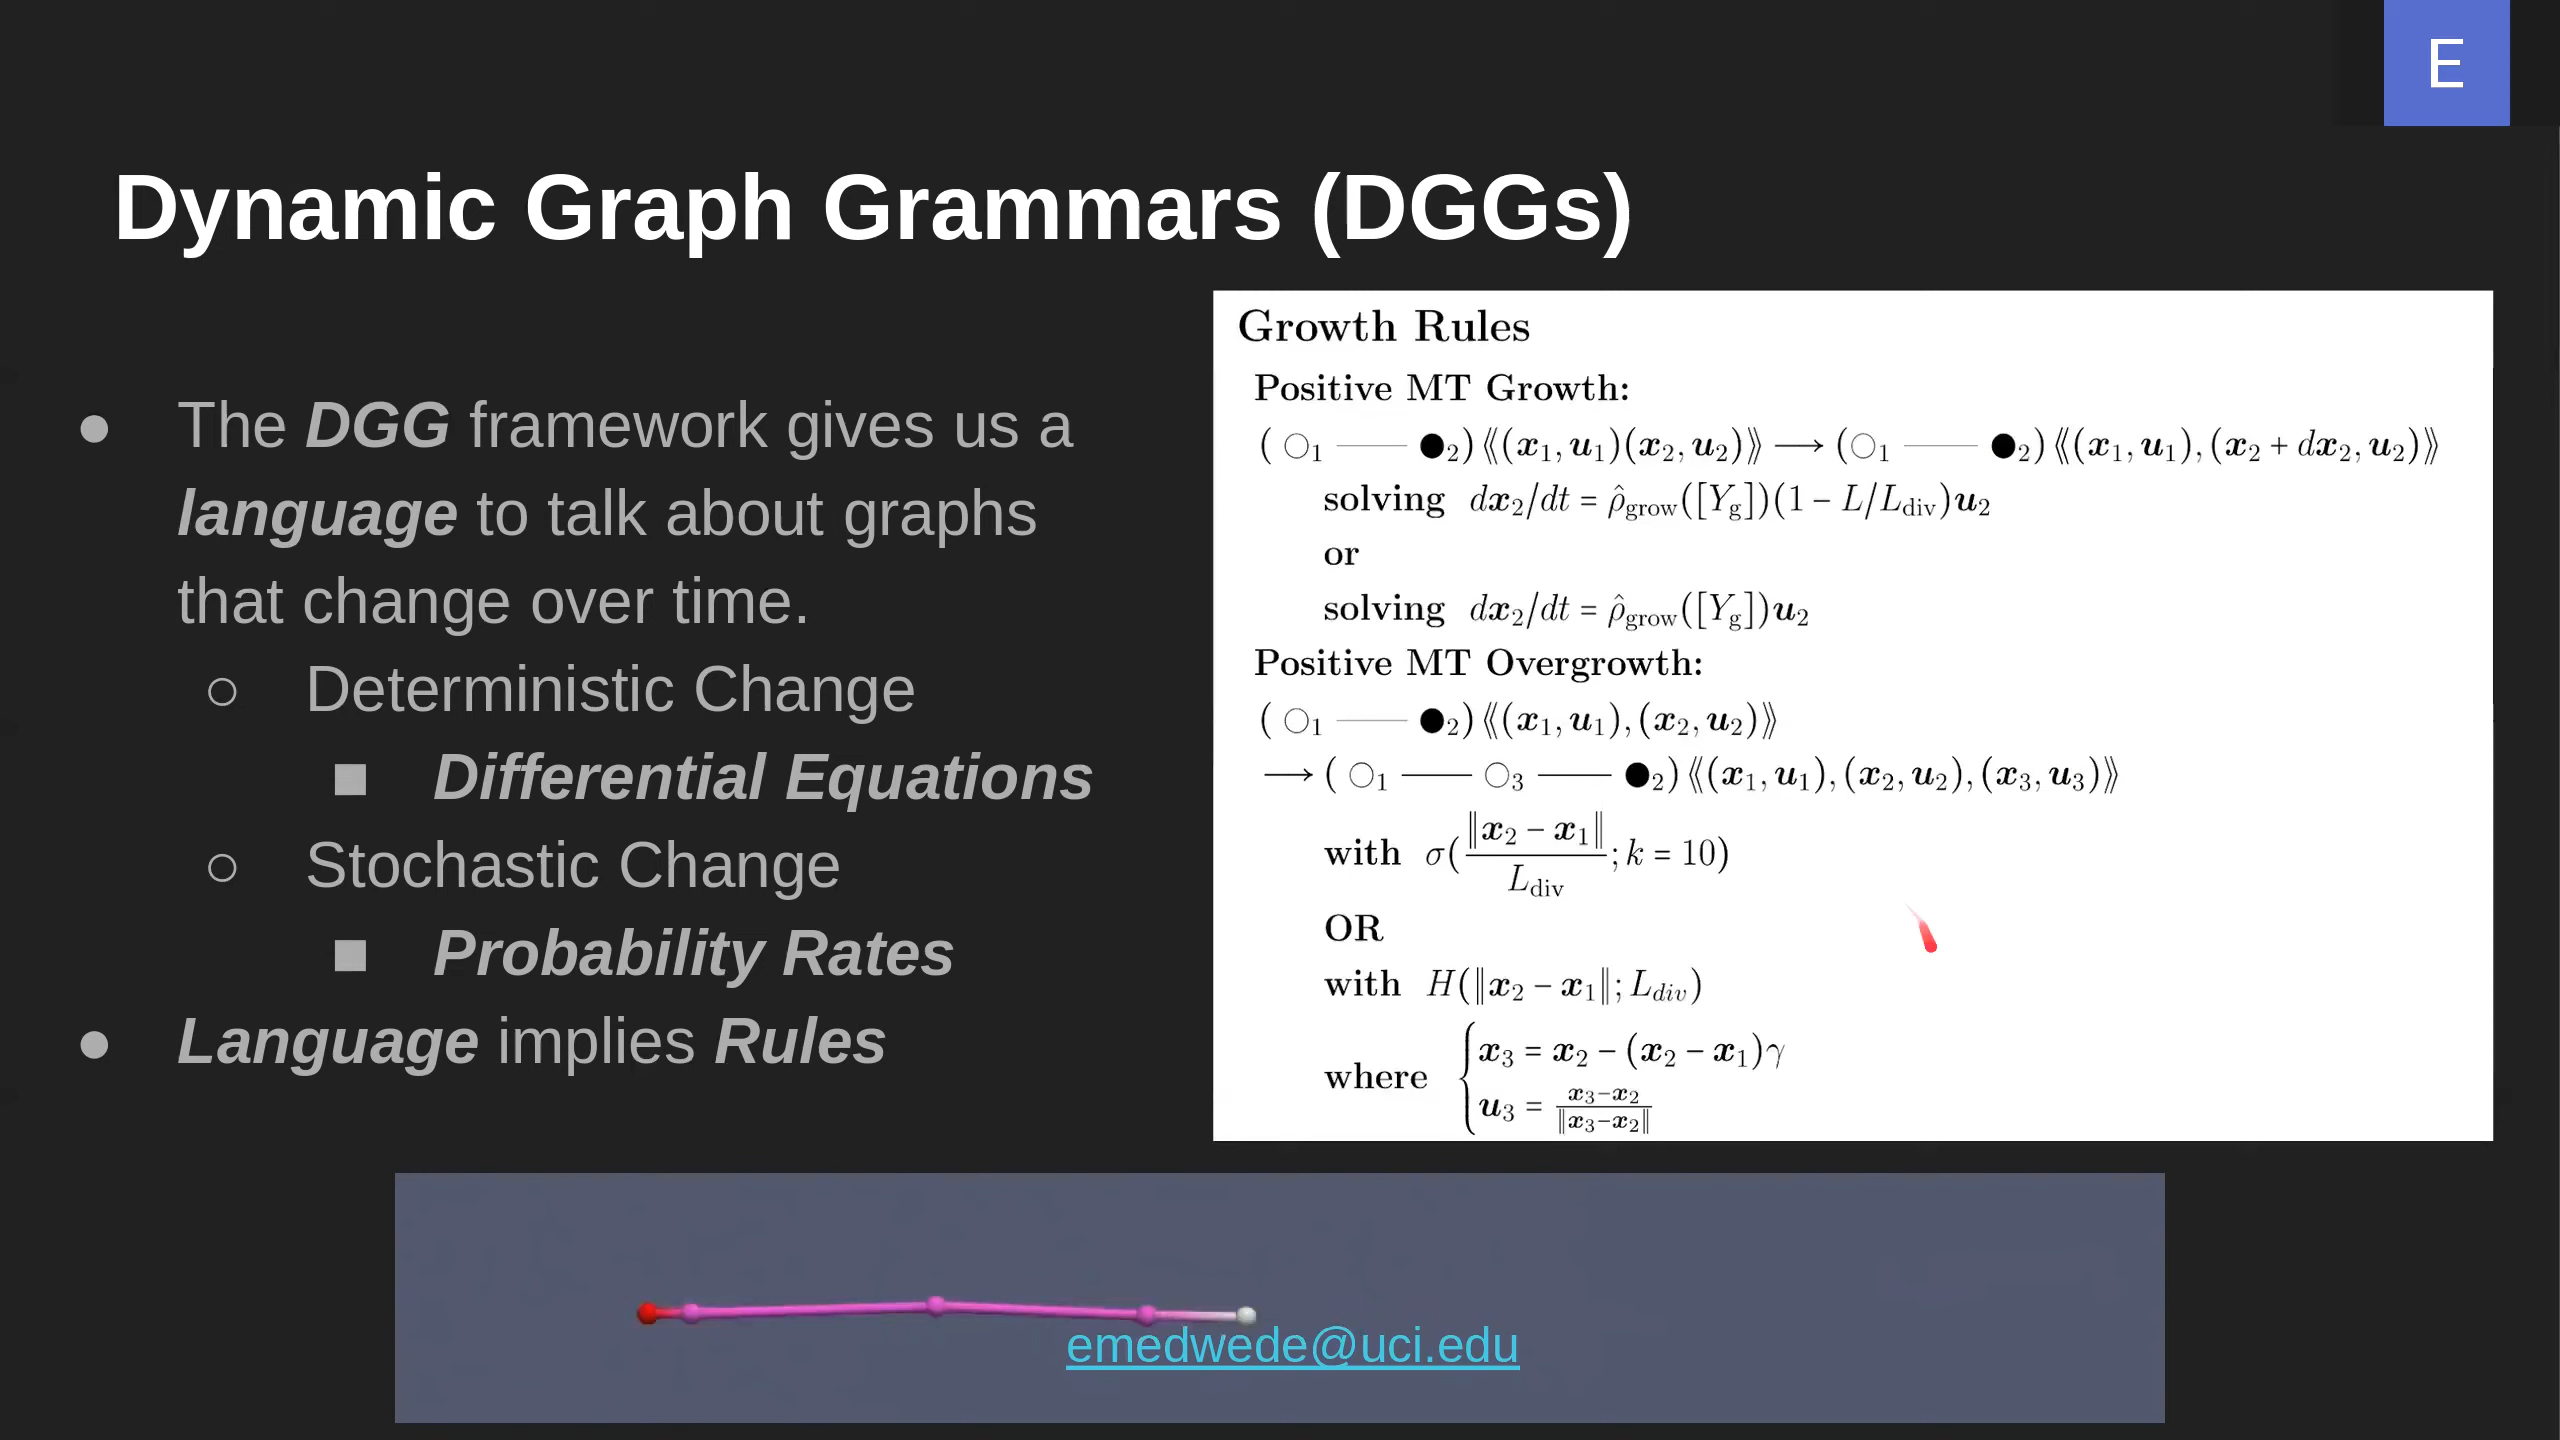 E
Dynamic Graph Grammars (DGGs)
● The DGG framework gives us a
language to talk about graphs
that change over time.
○ Deterministic Change
■ Differential Equations
○ Stochastic Change
■ Probability Rates
● Language implies Rules
Growth Rules
Positive MT Growth:
( ○₁ —— ●₂) ⟪(𝒙₁, 𝒖₁)(𝒙₂, 𝒖₂)⟫ ⟶ (○₁ —— ●₂) ⟪(𝒙₁, 𝒖₁), (𝒙₂ + d𝒙₂, 𝒖₂)⟫
solving d𝒙₂/dt = ρ̂_grow([Y_g])(1 − L/L_div)𝒖₂
or
solving d𝒙₂/dt = ρ̂_grow([Y_g])𝒖₂
Positive MT Overgrowth:
( ○₁ —— ●₂) ⟪(𝒙₁, 𝒖₁), (𝒙₂, 𝒖₂)⟫
⟶ ( ○₁ —— ○₃ —— ●₂) ⟪(𝒙₁, 𝒖₁), (𝒙₂, 𝒖₂), (𝒙₃, 𝒖₃)⟫
with σ(‖𝒙₂ − 𝒙₁‖/L_div; k = 10)
OR
with H(‖𝒙₂ − 𝒙₁‖; L_div)
where { 𝒙₃ = 𝒙₂ − (𝒙₂ − 𝒙₁)γ
𝒖₃ = (𝒙₃−𝒙₂)/‖𝒙₃−𝒙₂‖
emedwede@uci.edu